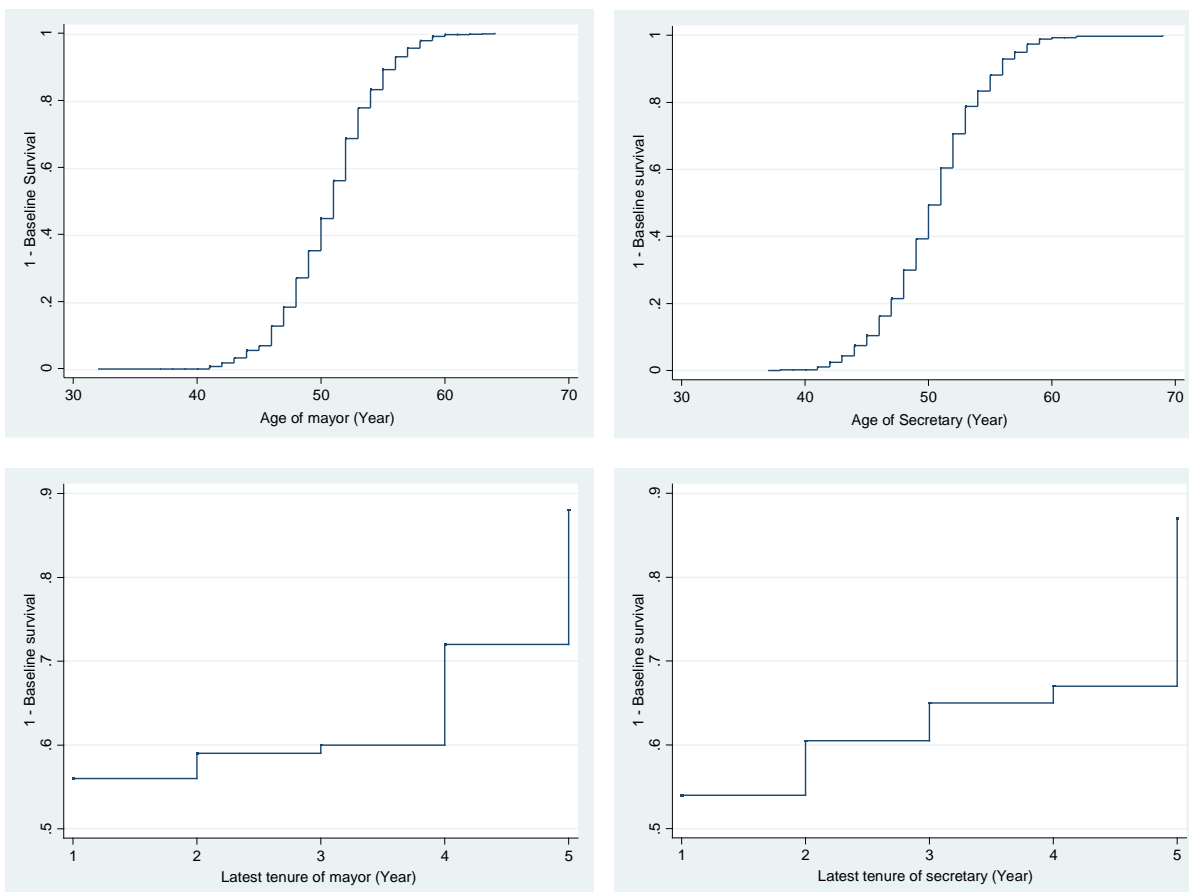 1 - Baseline Survival
1
.8
.6
.4
.2
0
30 40 50 60 70
Age of mayor (Year)
1 - Baseline survival
1
.8
.6
.4
.2
0
30 40 50 60 70
Age of Secretary (Year)
1 - Baseline survival
.9
.8
.7
.6
.5
1 2 3 4 5
Latest tenure of mayor (Year)
1 - Baseline survival
.9
.8
.7
.6
.5
1 2 3 4 5
Latest tenure of secretary (Year)